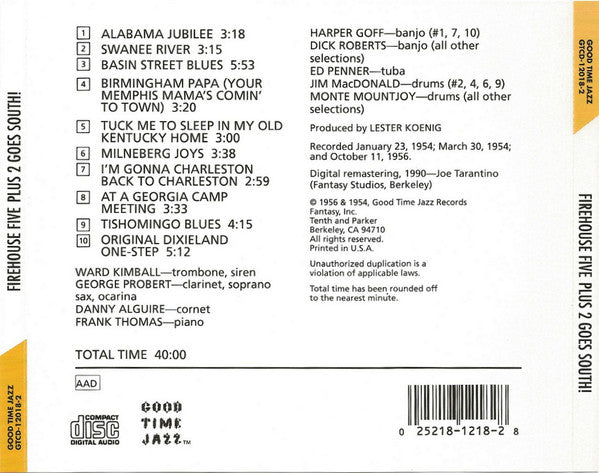 FIREHOUSE FIVE PLUS 2 GOES SOUTH!
GOOD TIME JAZZ
GTCD-12018-2
1 ALABAMA JUBILEE 3:18
2 SWANEE RIVER 3:15
3 BASIN STREET BLUES 5:53
4 BIRMINGHAM PAPA (YOUR
MEMPHIS MAMA'S COMIN'
TO TOWN) 3:20
5 TUCK ME TO SLEEP IN MY OLD
KENTUCKY HOME 3:00
6 MILNEBERG JOYS 3:38
7 I'M GONNA CHARLESTON
BACK TO CHARLESTON 2:59
8 AT A GEORGIA CAMP
MEETING 3:33
9 TISHOMINGO BLUES 4:15
10 ORIGINAL DIXIELAND
ONE-STEP 5:12
WARD KIMBALL—trombone, siren
GEORGE PROBERT—clarinet, soprano
sax, ocarina
DANNY ALGUIRE—cornet
FRANK THOMAS—piano
TOTAL TIME 40:00
AAD
COMPACT
disc
DIGITAL AUDIO
GOOD
TIME
JAZZ™
HARPER GOFF—banjo (#1, 7, 10)
DICK ROBERTS—banjo (all other
selections)
ED PENNER—tuba
JIM MacDONALD—drums (#2, 4, 6, 9)
MONTE MOUNTJOY—drums (all other
selections)
Produced by LESTER KOENIG
Recorded January 23, 1954; March 30, 1954;
and October 11, 1956.
Digital remastering, 1990—Joe Tarantino
(Fantasy Studios, Berkeley)
℗ 1956 & 1954, Good Time Jazz Records
Fantasy, Inc.
Tenth and Parker
Berkeley, CA 94710
All rights reserved.
Printed in U.S.A.
Unauthorized duplication is a
violation of applicable laws.
Total time has been rounded off
to the nearest minute.
0 25218-1218-2 8
GOOD TIME JAZZ
GTCD-12018-2
FIREHOUSE FIVE PLUS 2 GOES SOUTH!